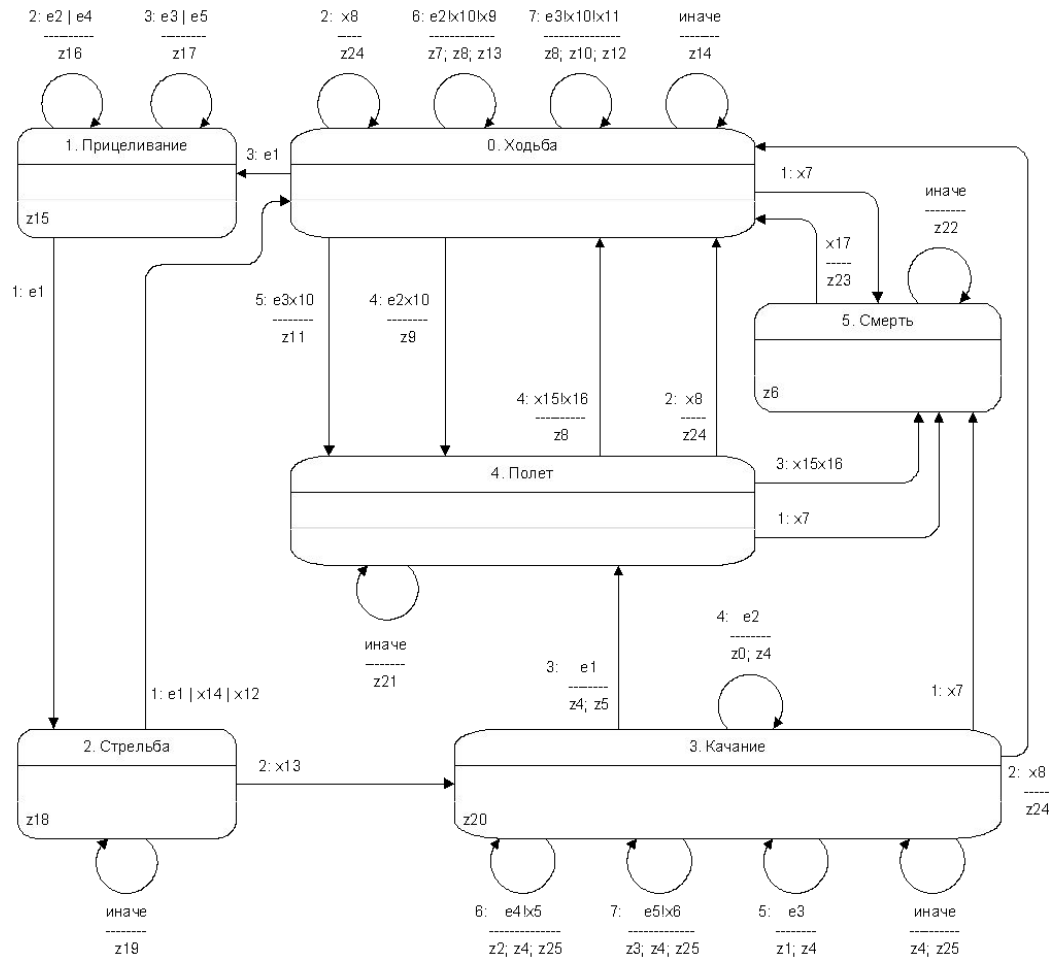 2: e2 | e4
--------
z16
3: e3 | e5
--------
z17
2: x8
-----
z24
6: e2!x10!x9
---------------
z7; z8; z13
7: e3!x10!x11
---------------
z8; z10; z12
иначе
--------
z14
1. Прицеливание
z15
3: e1
0. Ходьба
1: x7
иначе
--------
z22
x17
-----
z23
1: e1
5: e3x10
--------
z11
4: e2x10
--------
z9
5. Смерть
z6
4: x15!x16
----------
z8
2: x8
-----
z24
4. Полет
3: x15x16
1: x7
иначе
--------
z21
4: e2
--------
z0; z4
3: e1
--------
z4; z5
1: e1 | x14 | x12
1: x7
2. Стрельба
z18
2: x13
3. Качание
z20
2: x8
-----
z24
иначе
--------
z19
6: e4!x5
---------------
z2; z4; z25
7: e5!x6
---------------
z3; z4; z25
5: e3
--------
z1; z4
иначе
--------
z4; z25